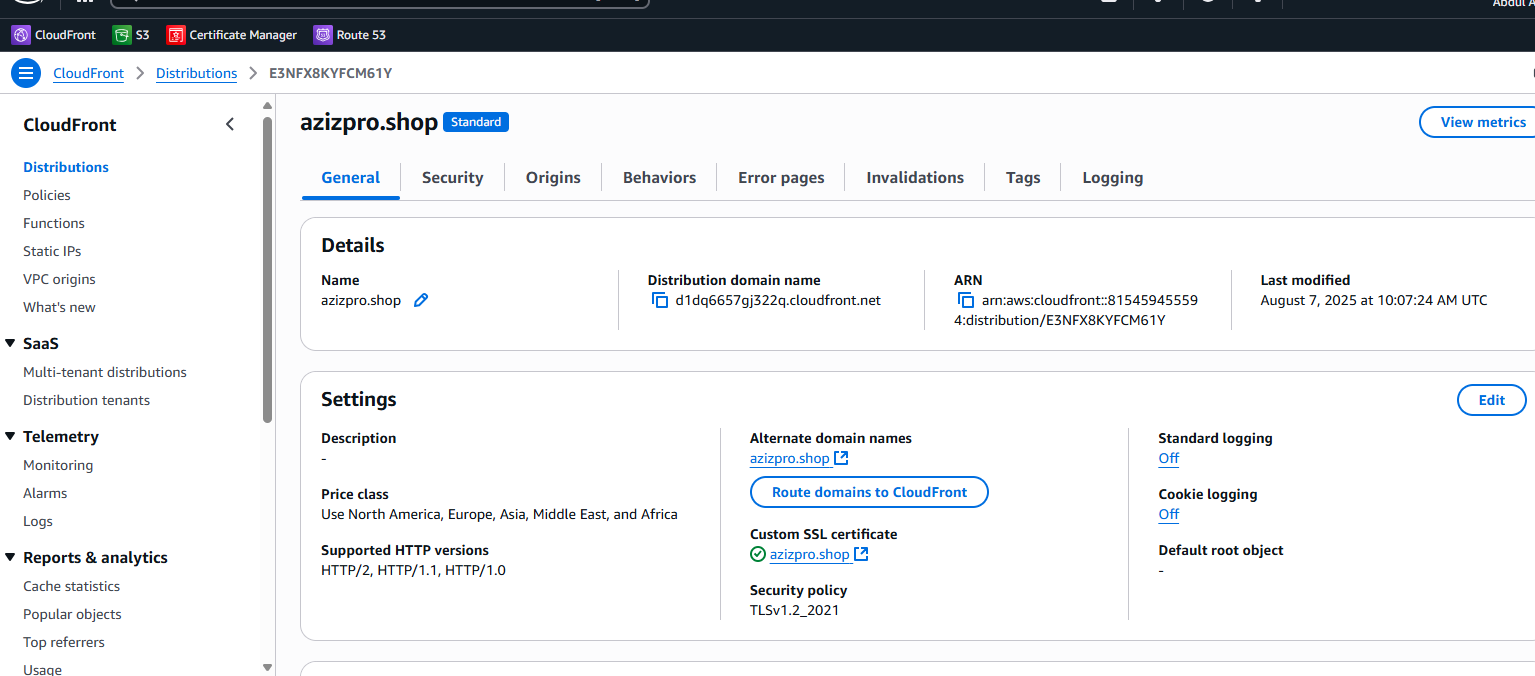 Abdul A
CloudFront S3 Certificate Manager Route 53
CloudFront Distributions E3NFX8KYFCM61Y
CloudFront
Distributions
Policies
Functions
Static IPs
VPC origins
What's new
SaaS
Multi-tenant distributions
Distribution tenants
Telemetry
Monitoring
Alarms
Logs
Reports & analytics
Cache statistics
Popular objects
Top referrers
Usage
azizpro.shop Standard
View metrics
General Security Origins Behaviors Error pages Invalidations Tags Logging
Details
Name
azizpro.shop
Distribution domain name
d1dq6657gj322q.cloudfront.net
ARN
arn:aws:cloudfront::81545945559
4:distribution/E3NFX8KYFCM61Y
Last modified
August 7, 2025 at 10:07:24 AM UTC
Settings
Edit
Description
-
Price class
Use North America, Europe, Asia, Middle East, and Africa
Supported HTTP versions
HTTP/2, HTTP/1.1, HTTP/1.0
Alternate domain names
azizpro.shop
Route domains to CloudFront
Custom SSL certificate
azizpro.shop
Security policy
TLSv1.2_2021
Standard logging
Off
Cookie logging
Off
Default root object
-